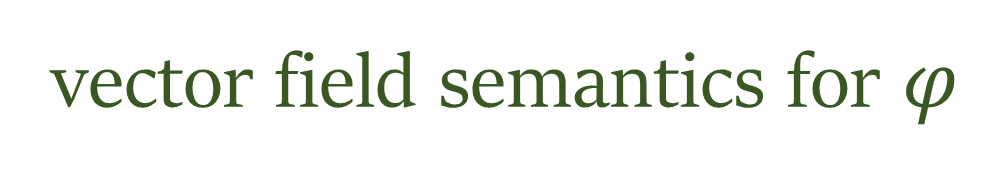 vector field semantics for φ